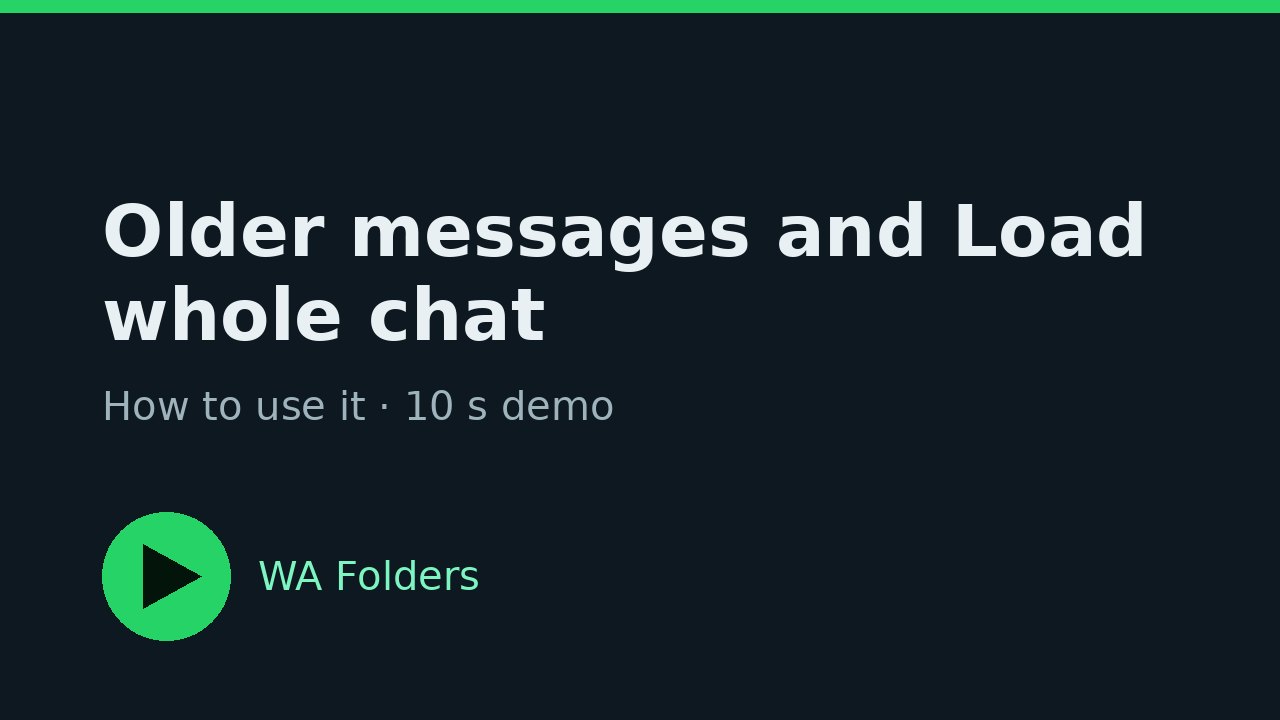 Older messages and Load
whole chat
How to use it · 10 s demo
WA Folders